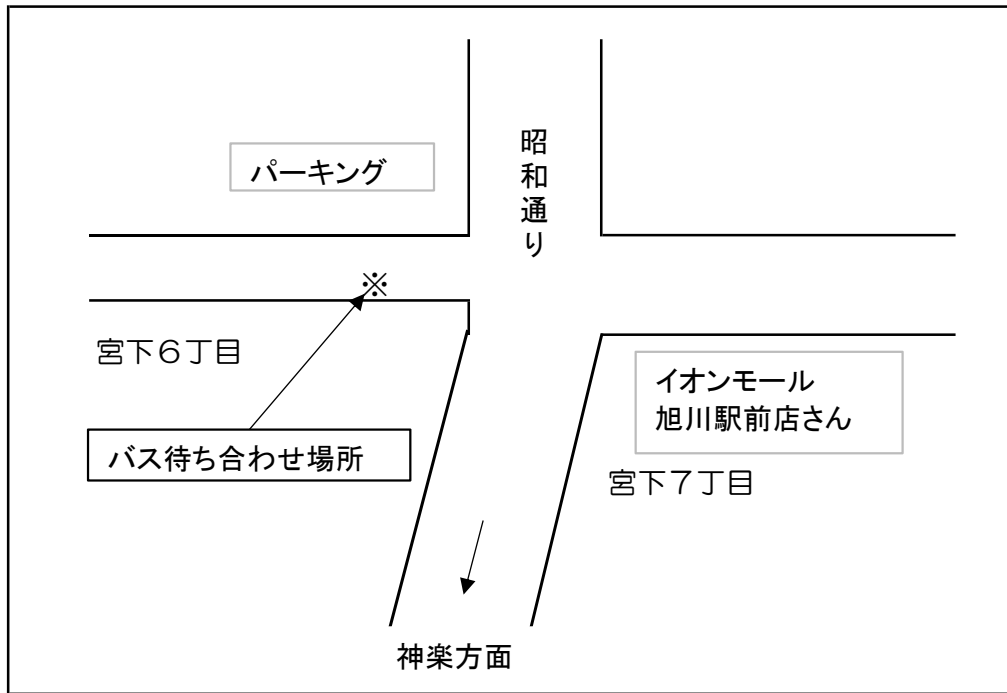 パーキング
昭和通り
※
宮下６丁目
イオンモール
旭川駅前店さん
バス待ち合わせ場所
宮下７丁目
神楽方面